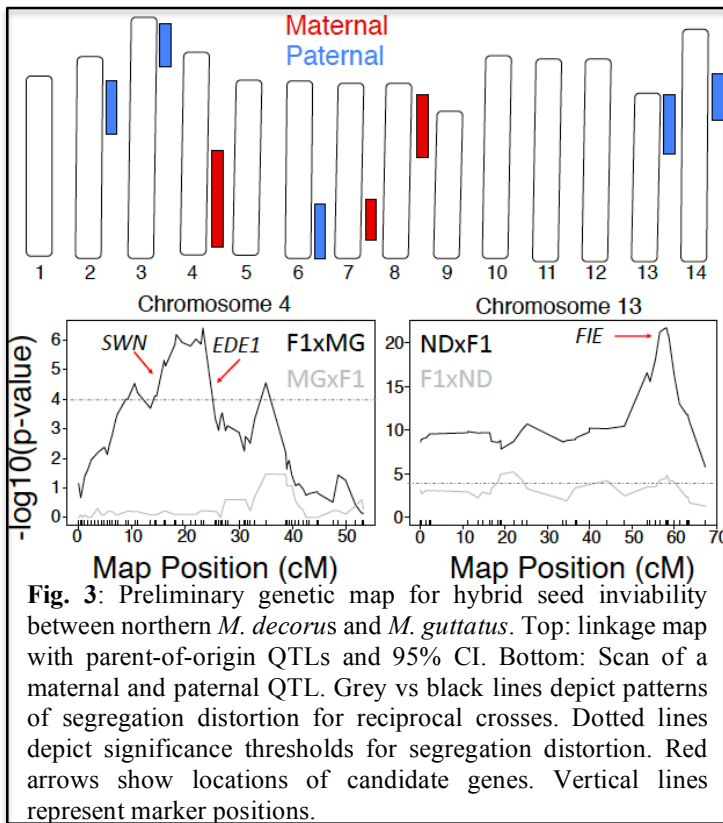 Maternal
Paternal
1 2 3 4 5 6 7 8 9 10 11 12 13 14
Chromosome 4
Chromosome 13
-log10(p-value)
6
5
4
3
2
1
0
SWN
EDE1
F1xMG
MGxF1
0 10 20 30 40 50
Map Position (cM)
20
15
10
5
0
NDxF1
F1xND
FIE
0 10 20 30 40 50 60 70
Map Position (cM)
Fig. 3: Preliminary genetic map for hybrid seed inviability
between northern M. decorus and M. guttatus. Top: linkage map
with parent-of-origin QTLs and 95% CI. Bottom: Scan of a
maternal and paternal QTL. Grey vs black lines depict patterns
of segregation distortion for reciprocal crosses. Dotted lines
depict significance thresholds for segregation distortion. Red
arrows show locations of candidate genes. Vertical lines
represent marker positions.